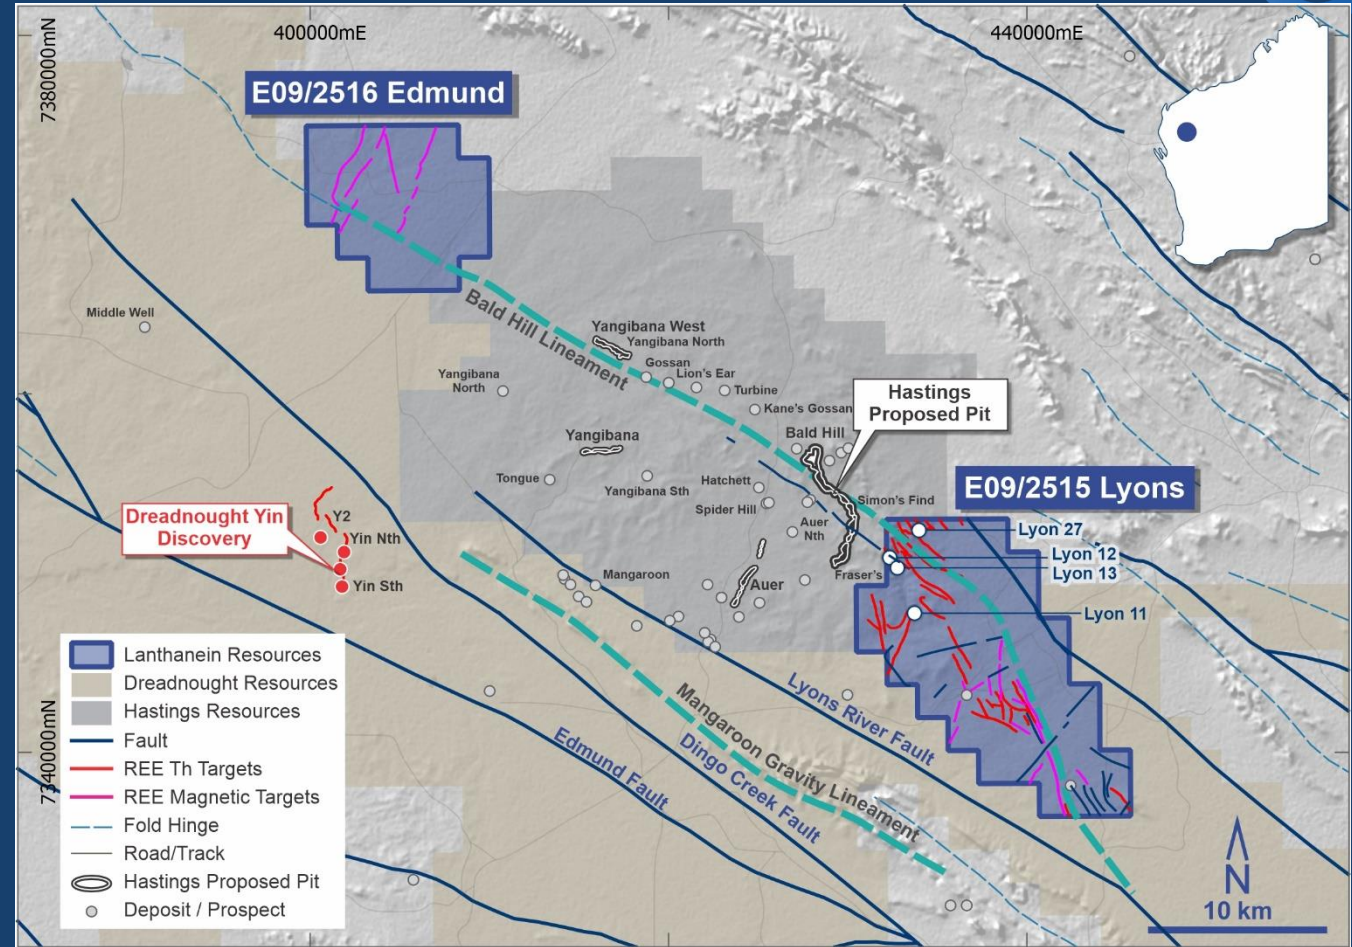 400000mE
440000mE
7380000mN
E09/2516 Edmund
Middle Well
Bald Hill Lineament
Yangibana West
Yangibana North
Gossan
Lion's Ear
Turbine
Kane's Gossan
Yangibana
North
Hastings
Proposed Pit
Yangibana
Bald Hill
Tongue
Yangibana Sth
Hatchett
Spider Hill
Simon's Find
E09/2515 Lyons
Auer
Nth
Lyon 27
Lyon 12
Lyon 13
Lyon 11
Dreadnought Yin
Discovery
Y2
Yin Nth
Yin Sth
Mangaroon
Auer
Fraser's
Lyons River Fault
Mangaroon Gravity Lineament
Dingo Creek Fault
Edmund Fault
7340000mN
Lanthanein Resources
Dreadnought Resources
Hastings Resources
Fault
REE Th Targets
REE Magnetic Targets
Fold Hinge
Road/Track
Hastings Proposed Pit
Deposit / Prospect
N
10 km